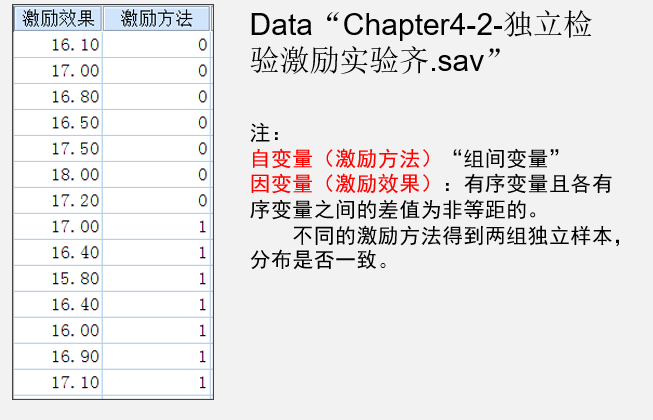 激励效果 激励方法
16.10 0
17.00 0
16.80 0
16.50 0
17.50 0
18.00 0
17.20 0
17.00 1
16.40 1
15.80 1
16.40 1
16.00 1
16.90 1
17.10 1
Data“Chapter4-2-独立检
验激励实验齐.sav”
注：
自变量（激励方法）“组间变量”
因变量（激励效果）：有序变量且各有
序变量之间的差值为非等距的。
不同的激励方法得到两组独立样本，
分布是否一致。